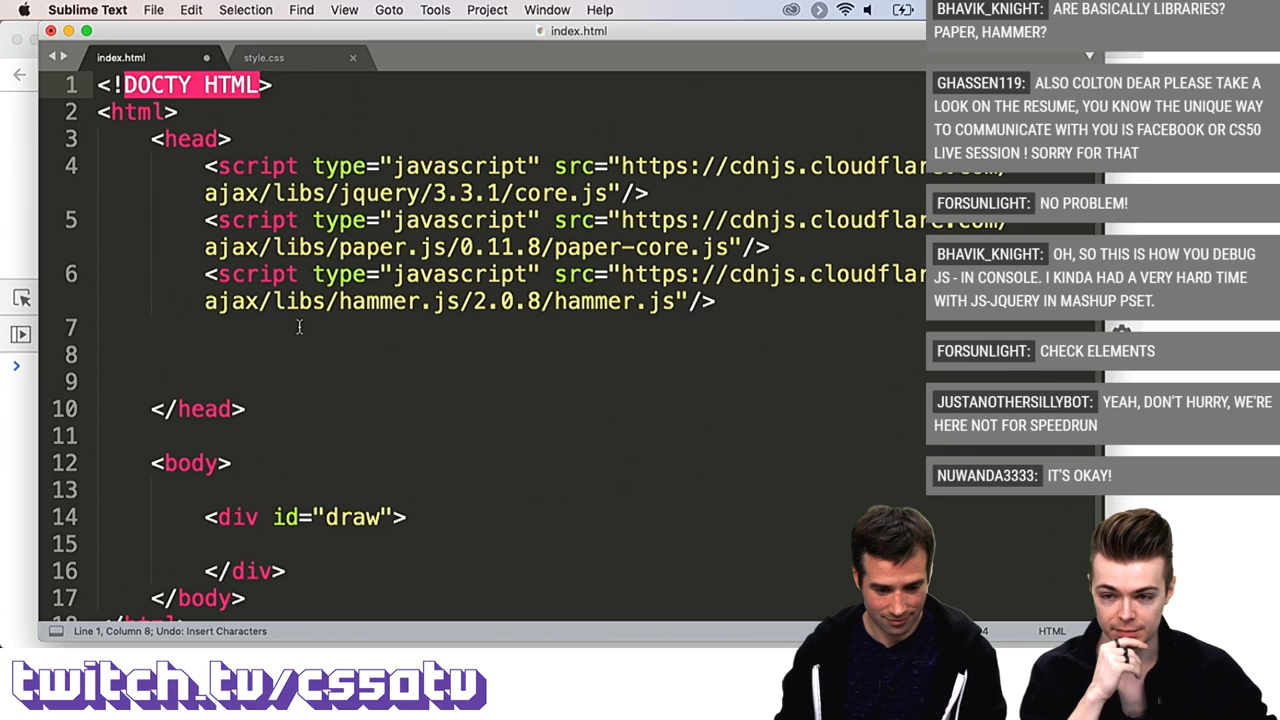 Sublime Text File Edit Selection Find View Goto Tools Project Window Help
index.html
index.html style.css
1 <!DOCTY HTML>
2 <html>
3 <head>
4 <script type="javascript" src="https://cdnjs.cloudflare.com/
ajax/libs/jquery/3.3.1/core.js"/>
5 <script type="javascript" src="https://cdnjs.cloudflare.com/
ajax/libs/paper.js/0.11.8/paper-core.js"/>
6 <script type="javascript" src="https://cdnjs.cloudflare.com/
ajax/libs/hammer.js/2.0.8/hammer.js"/>
7
8
9
10 </head>
11
12 <body>
13
14 <div id="draw">
15
16 </div>
17 </body>
18 </html>
Line 1, Column 8; Undo: Insert Characters
HTML
BHAVIK_KNIGHT: ARE BASICALLY LIBRARIES?
PAPER, HAMMER?
GHASSEN119: ALSO COLTON DEAR PLEASE TAKE A
LOOK ON THE RESUME, YOU KNOW THE UNIQUE WAY
TO COMMUNICATE WITH YOU IS FACEBOOK OR CS50
LIVE SESSION ! SORRY FOR THAT
FORSUNLIGHT: NO PROBLEM!
BHAVIK_KNIGHT: OH, SO THIS IS HOW YOU DEBUG
JS - IN CONSOLE. I KINDA HAD A VERY HARD TIME
WITH JS-JQUERY IN MASHUP PSET.
FORSUNLIGHT: CHECK ELEMENTS
JUSTANOTHERSILLYBOT: YEAH, DON'T HURRY, WE'RE
HERE NOT FOR SPEEDRUN
NUWANDA3333: IT'S OKAY!
twitch.tv/cs50tv